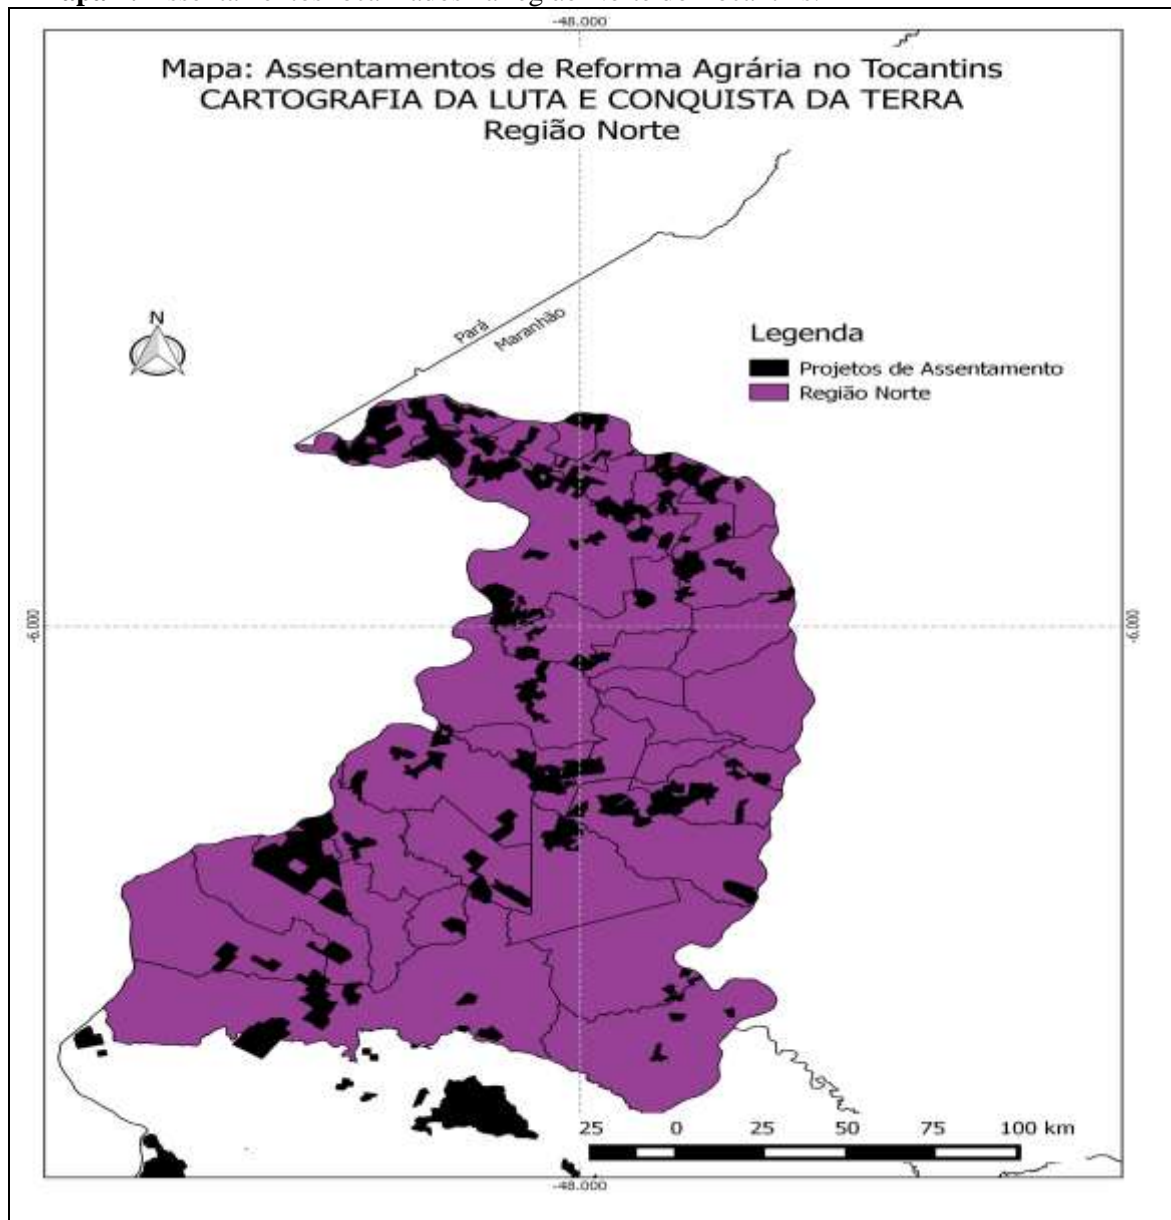 -48.000
Mapa: Assentamentos de Reforma Agrária no Tocantins
CARTOGRAFIA DA LUTA E CONQUISTA DA TERRA
Região Norte
N
Pará
Maranhão
Legenda
Projetos de Assentamento
Região Norte
-6.000
-6.000
25 0 25 50 75 100 km
-48.000